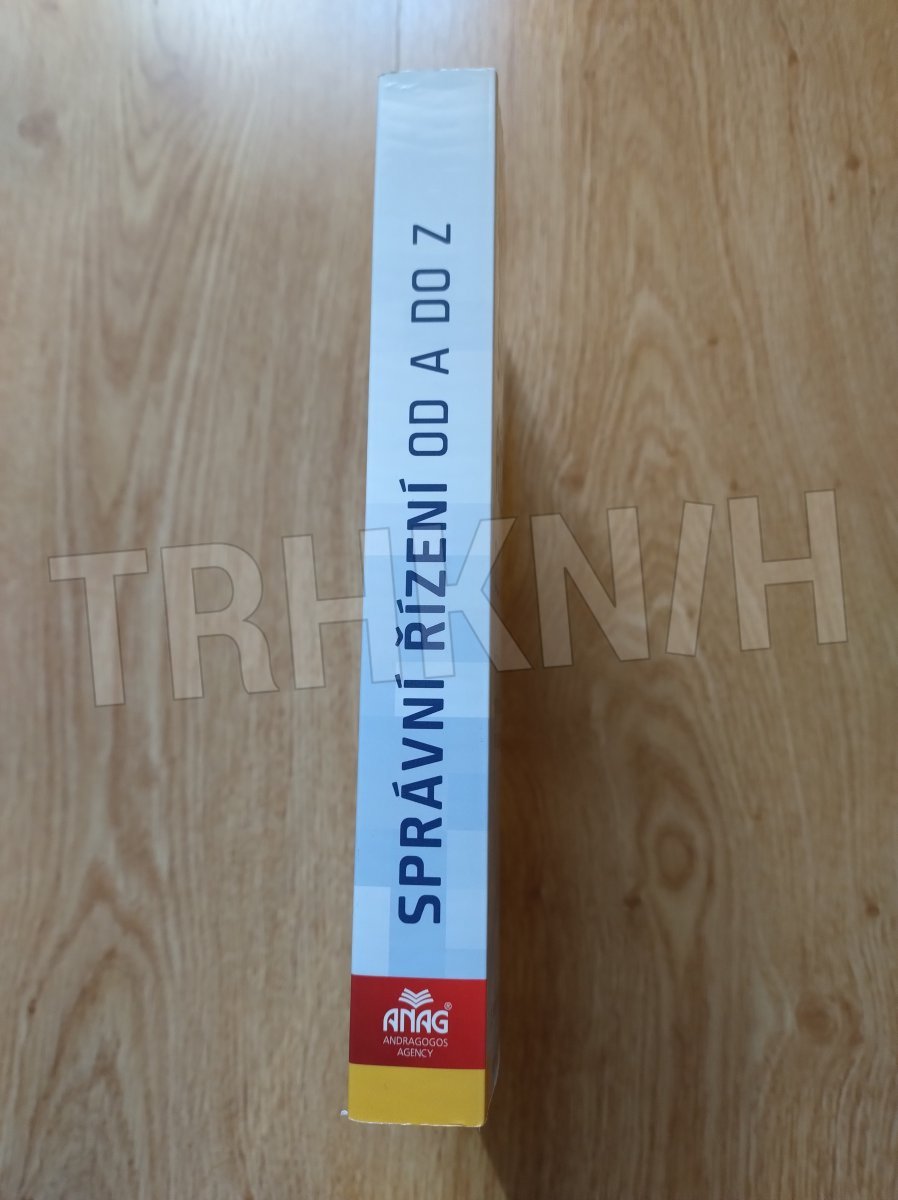 SPRÁVNÍ ŘÍZENÍ OD A DO Z
TRHKNIH
ANAG®
ANDRAGOGOS
AGENCY